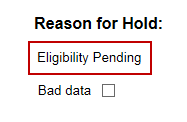 Reason for Hold:
Eligibility Pending
Bad data